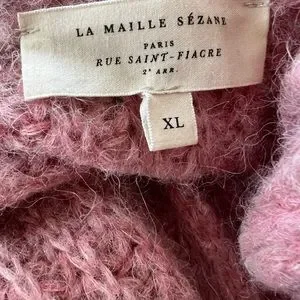 LA MAILLE SÉZANE
PARIS
RUE SAINT-FIACRE
2ᵉ ARR.
XL